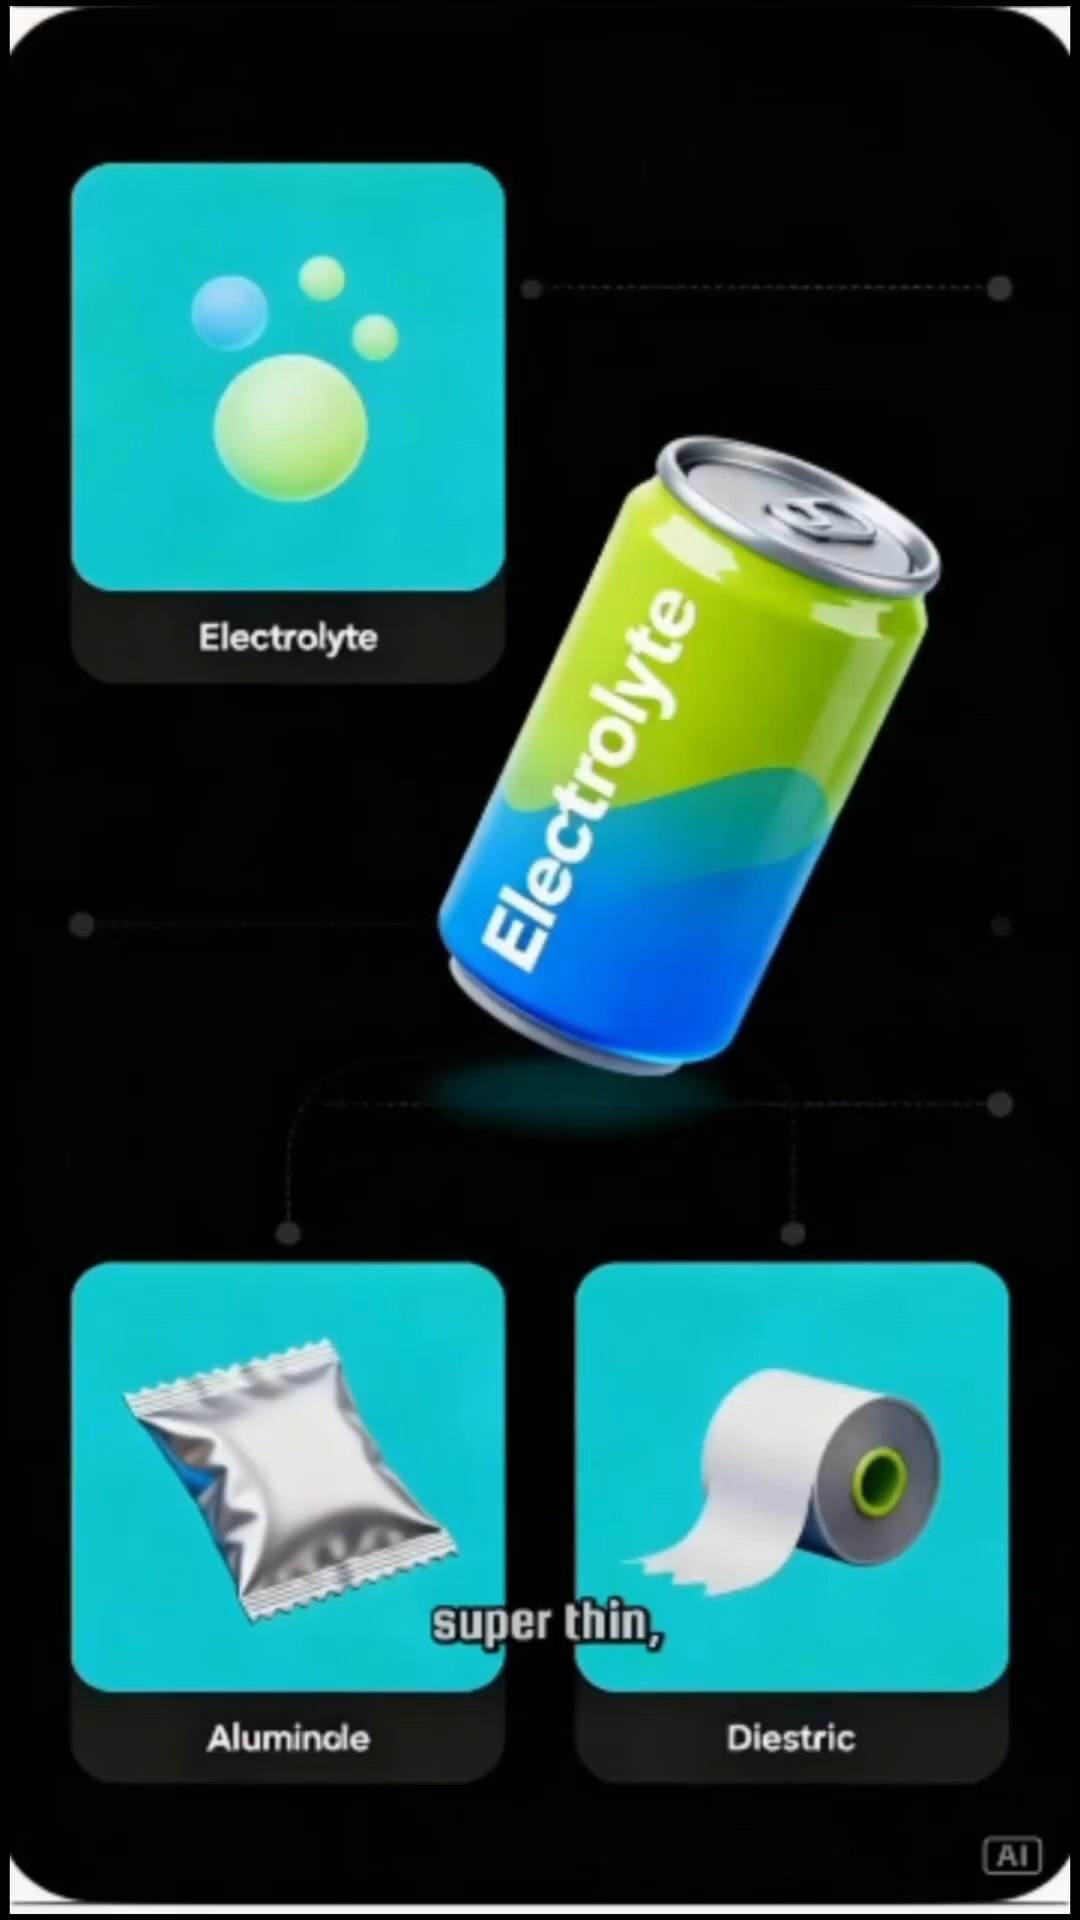 Electrolyte
Electrolyte
super thin,
Aluminole
Diestric
AI